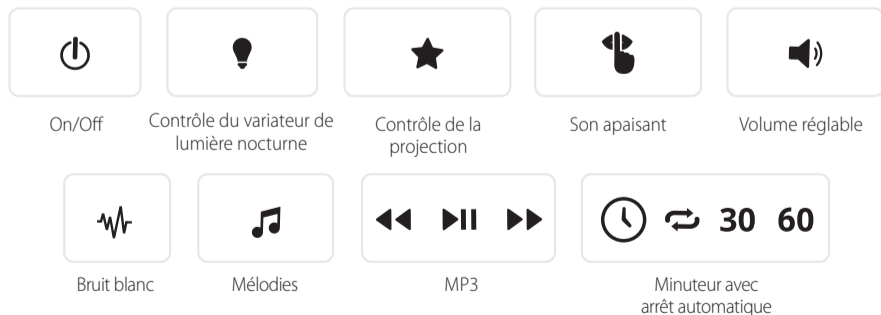 On/Off
Contrôle du variateur de
lumière nocturne
Contrôle de la
projection
Son apaisant
Volume réglable
30 60
Bruit blanc
Mélodies
MP3
Minuteur avec
arrêt automatique